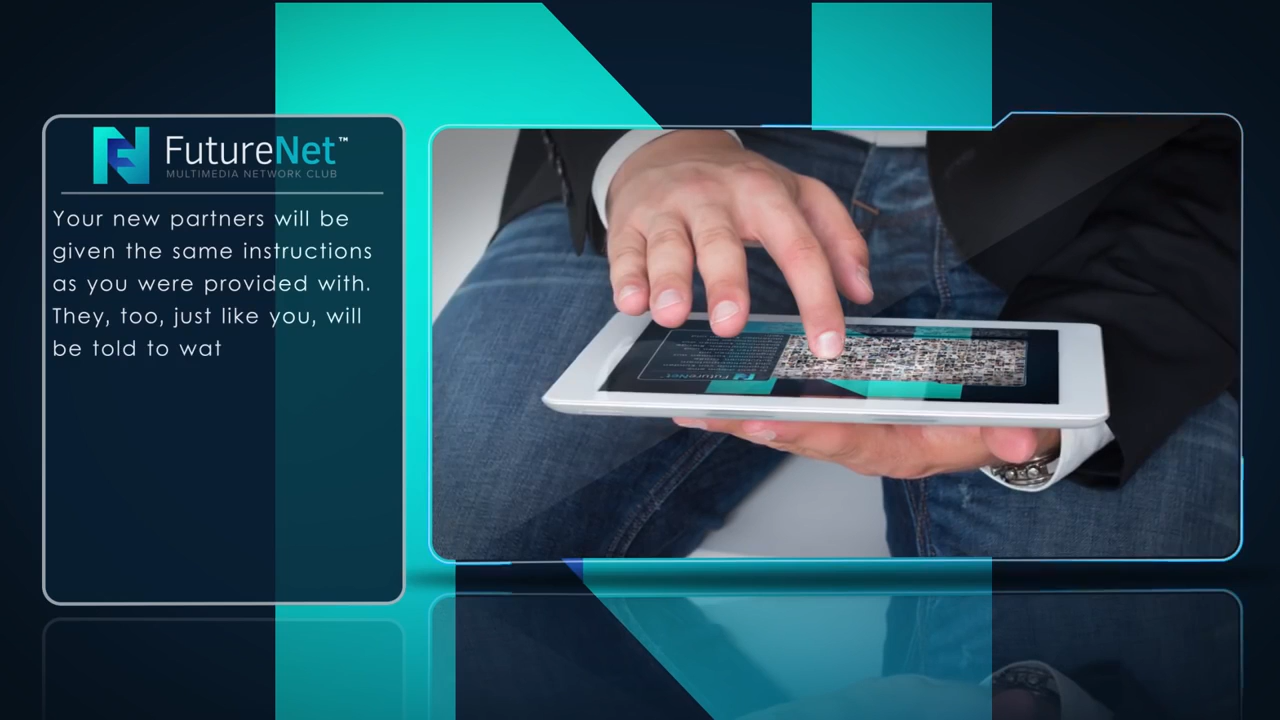 FutureNet™
MULTIMEDIA NETWORK CLUB
Your new partners will be
given the same instructions
as you were provided with.
They, too, just like you, will
be told to wat